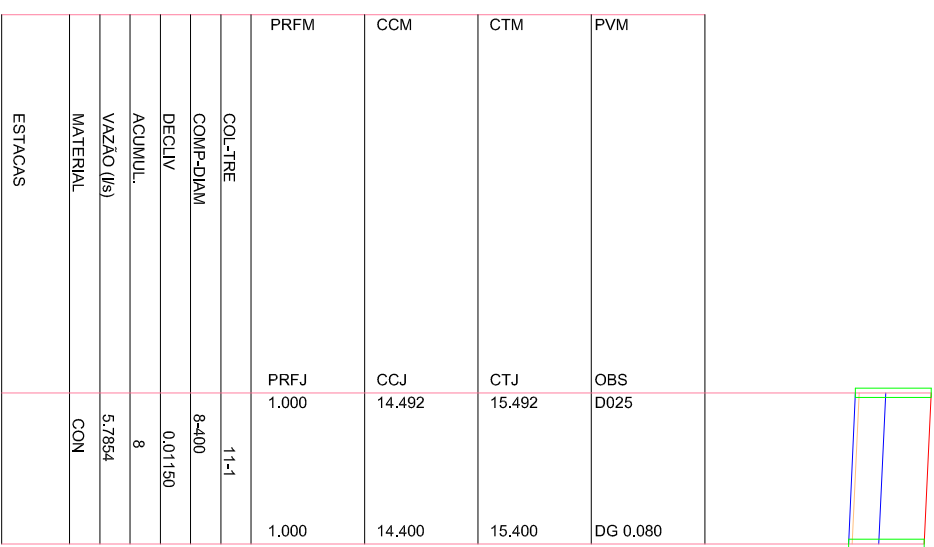 PRFM CCM CTM PVM
ESTACAS
MATERIAL
VAZÃO (l/s)
ACUMUL.
DECLIV
COMP-DIAM
COL-TRE
PRFJ CCJ CTJ OBS
1.000 14.492 15.492 D025
CON
5.7854
8
0.01150
8-400
11-1
1.000 14.400 15.400 DG 0.080